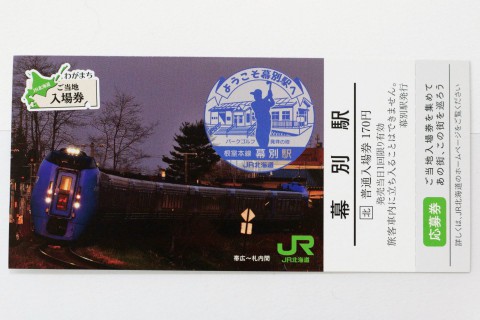 わがまち
ご当地
入場券
北海道
ようこそ幕別駅へ
パークゴルフ 発祥の地
根室本線 幕別駅
JR北海道
帯広～札内間
JR
JR北海道
幕別駅
北 普通入場券 170円
発売当日1回限り有効
旅客車内に立ち入ることはできません。
幕別駅発行
ご当地入場券を集めて
あの街、この街を巡ろう
応募券
詳しくは、JR北海道のホームページをご覧ください